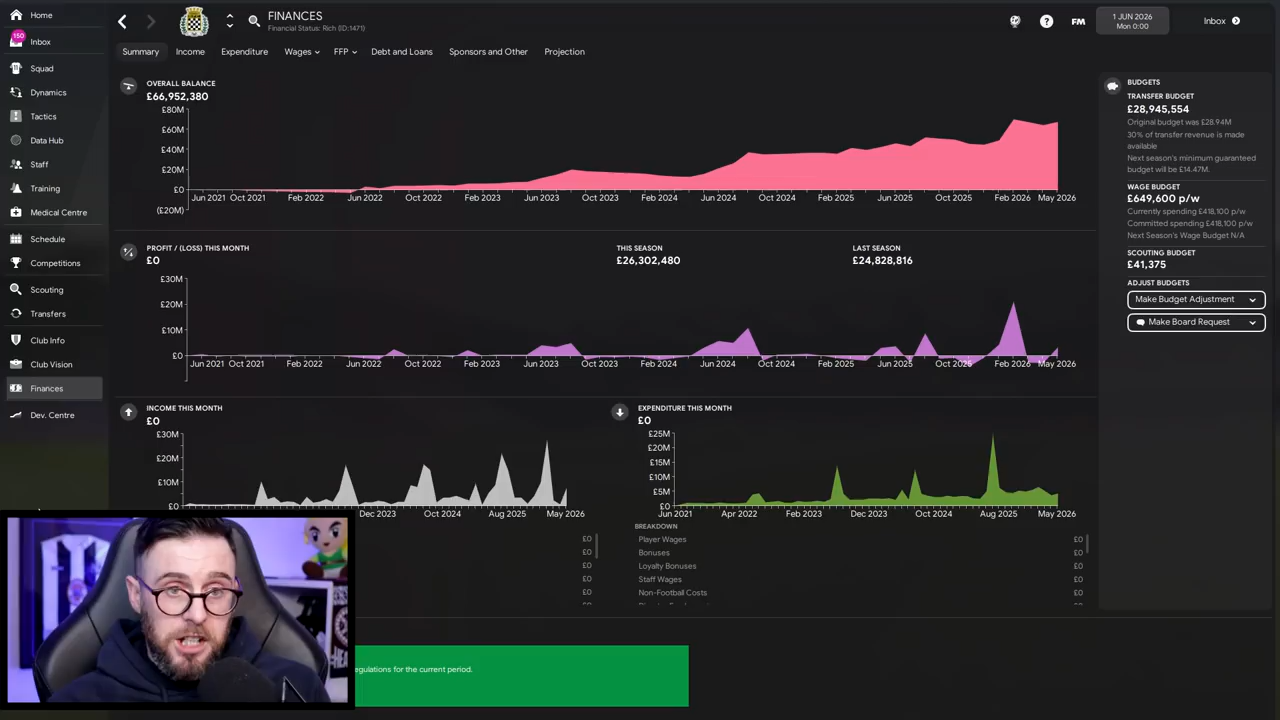 Home
150
Inbox
Squad
Dynamics
Tactics
Data Hub
Staff
Training
Medical Centre
Schedule
Competitions
Scouting
Transfers
Club Info
Club Vision
Finances
Dev. Centre
FINANCES
Financial Status: Rich (ID:1471)
FM
1 JUN 2026
Mon 0:00
Inbox
Summary Income Expenditure Wages FFP Debt and Loans Sponsors and Other Projection
OVERALL BALANCE
£66,952,380
£80M
£60M
£40M
£20M
£0
(£20M)
Jun 2021 Oct 2021 Feb 2022 Jun 2022 Oct 2022 Feb 2023 Jun 2023 Oct 2023 Feb 2024 Jun 2024 Oct 2024 Feb 2025 Jun 2025 Oct 2025 Feb 2026 May 2026
PROFIT / (LOSS) THIS MONTH
£0
THIS SEASON
£26,302,480
LAST SEASON
£24,828,816
£30M
£20M
£10M
£0
Jun 2021 Oct 2021 Feb 2022 Jun 2022 Oct 2022 Feb 2023 Jun 2023 Oct 2023 Feb 2024 Jun 2024 Oct 2024 Feb 2025 Jun 2025 Oct 2025 Feb 2026 May 2026
INCOME THIS MONTH
£0
£30M
£20M
£10M
£0
Dec 2023 Oct 2024 Aug 2025 May 2026
£0
£0
£0
£0
£0
EXPENDITURE THIS MONTH
£0
£25M
£20M
£15M
£10M
£5M
£0
Jun 2021 Apr 2022 Feb 2023 Dec 2023 Oct 2024 Aug 2025 May 2026
BREAKDOWN
Player Wages £0
Bonuses £0
Loyalty Bonuses £0
Staff Wages £0
Non-Football Costs £0
egulations for the current period.
BUDGETS
TRANSFER BUDGET
£28,945,554
Original budget was £28.94M
30% of transfer revenue is made
available
Next season's minimum guaranteed
budget will be £14.47M.
WAGE BUDGET
£649,600 p/w
Currently spending £418,100 p/w
Committed spending £418,100 p/w
Next Season's Wage Budget N/A
SCOUTING BUDGET
£41,375
ADJUST BUDGETS
Make Budget Adjustment
Make Board Request